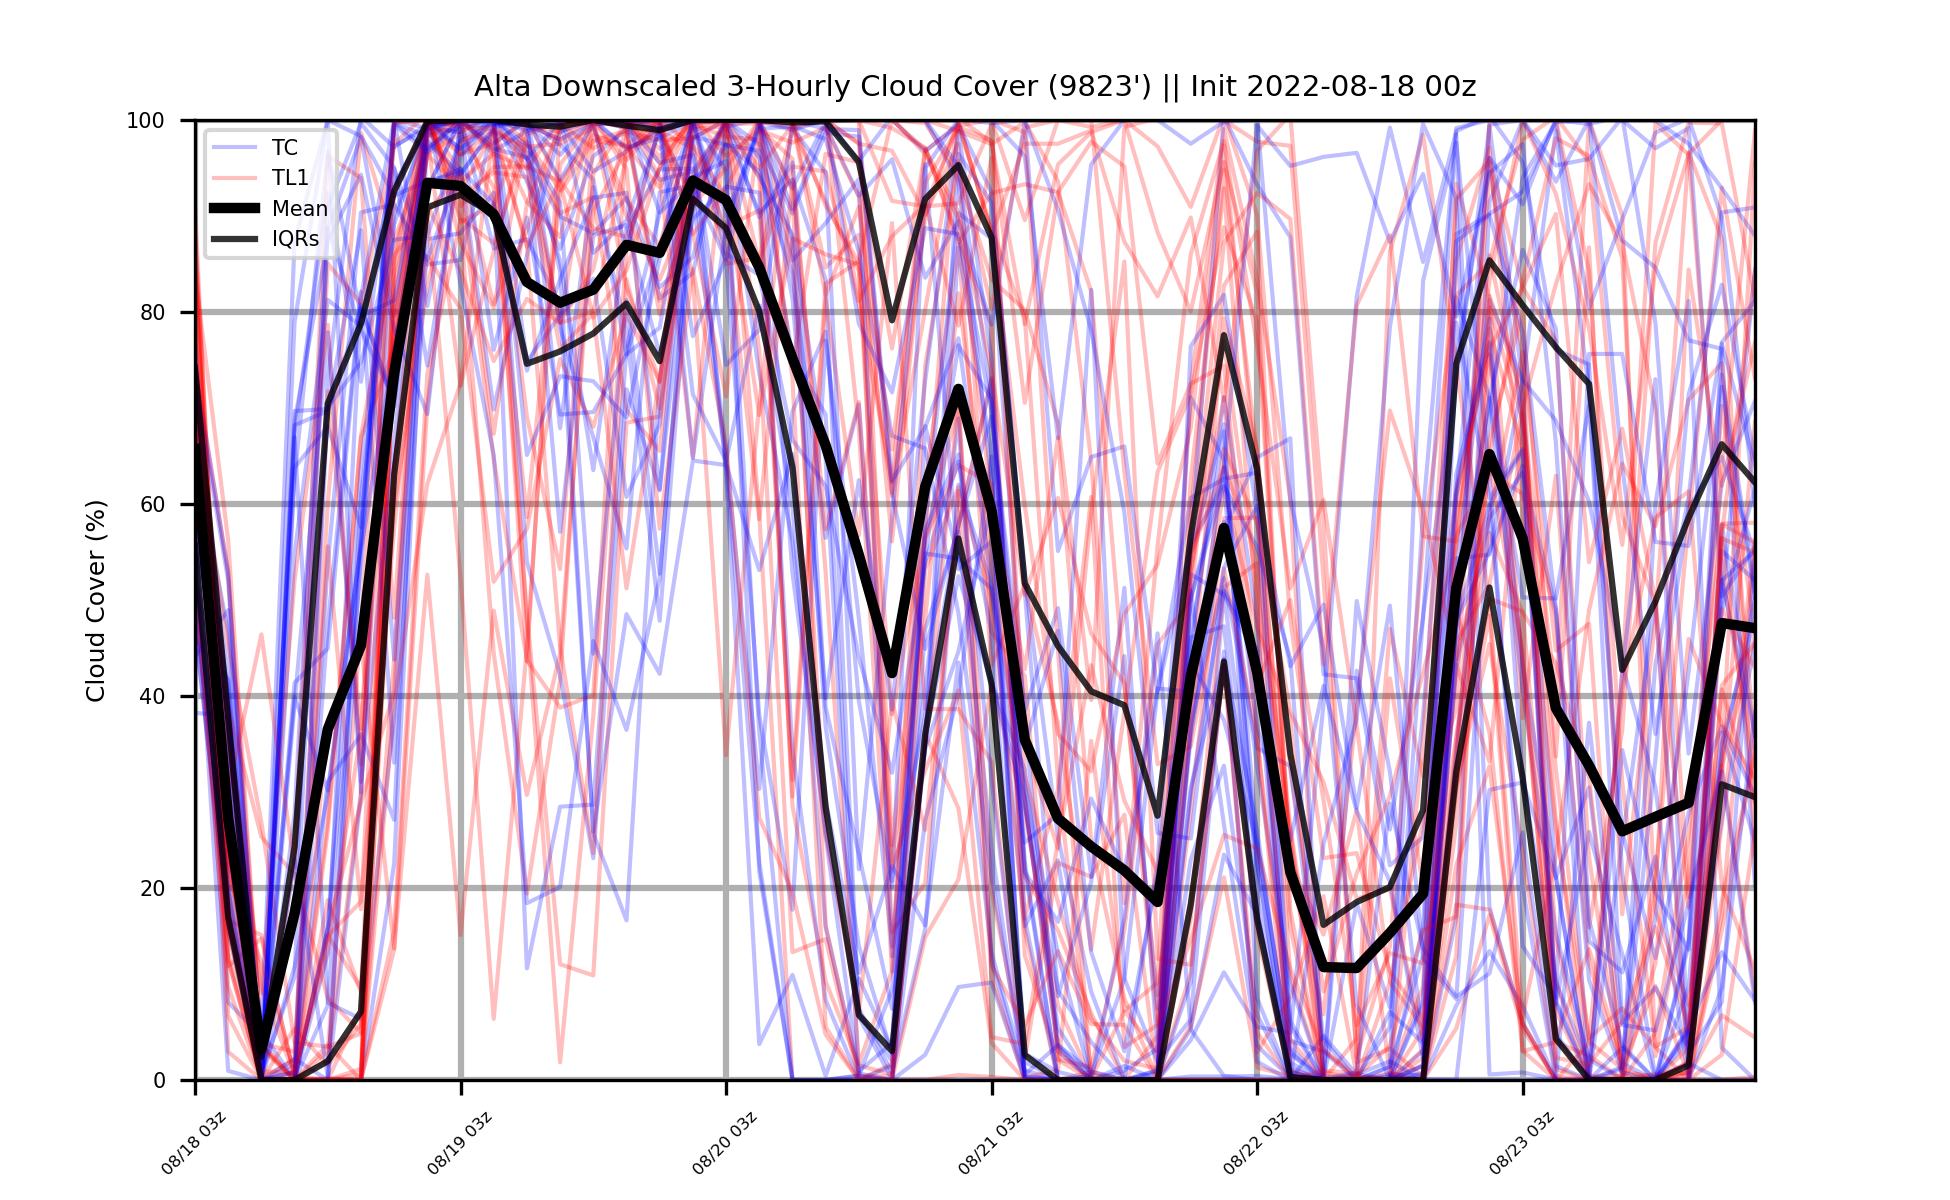 Alta Downscaled 3-Hourly Cloud Cover (9823') || Init 2022-08-18 00z
TC
TL1
Mean
IQRs
Cloud Cover (%)
100
80
60
40
20
0
08/18 03z
08/19 03z
08/20 03z
08/21 03z
08/22 03z
08/23 03z